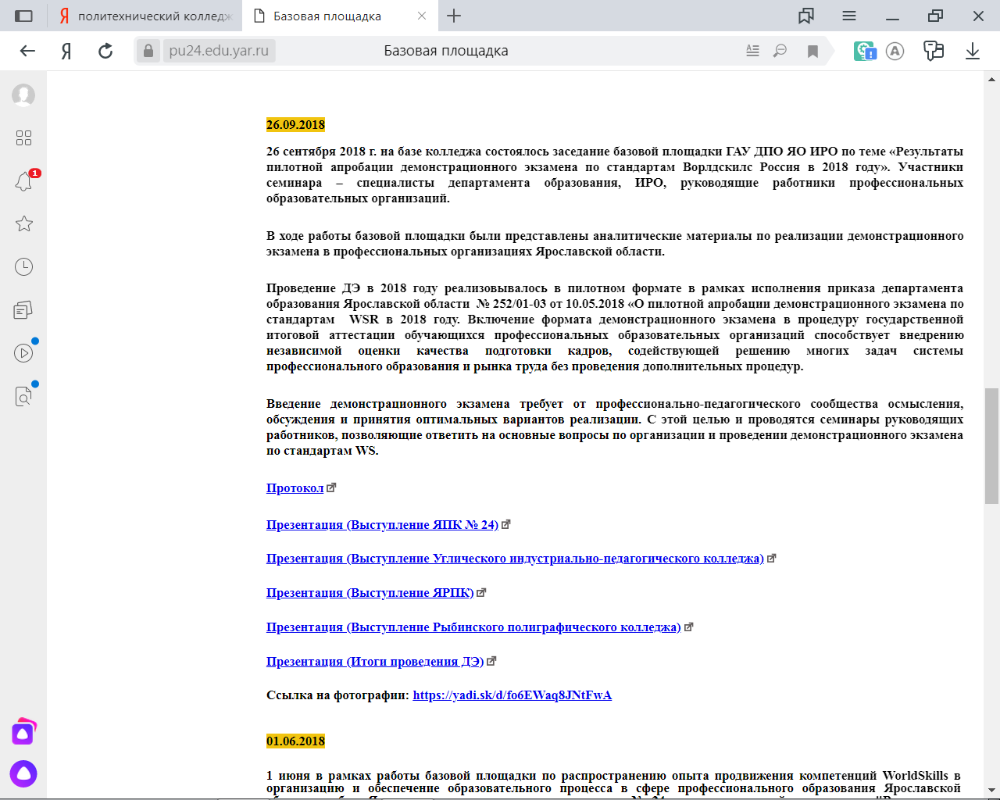 политехнический колледж
Базовая площадка
pu24.edu.yar.ru
Базовая площадка
1
26.09.2018
26 сентября 2018 г. на базе колледжа состоялось заседание базовой площадки ГАУ ДПО ЯО ИРО по теме «Результаты
пилотной апробации демонстрационного экзамена по стандартам Ворлдскилс Россия в 2018 году». Участники
семинара – специалисты департамента образования, ИРО, руководящие работники профессиональных
образовательных организаций.
В ходе работы базовой площадки были представлены аналитические материалы по реализации демонстрационного
экзамена в профессиональных организациях Ярославской области.
Проведение ДЭ в 2018 году реализовывалось в пилотном формате в рамках исполнения приказа департамента
образования Ярославской области № 252/01-03 от 10.05.2018 «О пилотной апробации демонстрационного экзамена по
стандартам WSR в 2018 году. Включение формата демонстрационного экзамена в процедуру государственной
итоговой аттестации обучающихся профессиональных образовательных организаций способствует внедрению
независимой оценки качества подготовки кадров, содействующей решению многих задач системы
профессионального образования и рынка труда без проведения дополнительных процедур.
Введение демонстрационного экзамена требует от профессионально-педагогического сообщества осмысления,
обсуждения и принятия оптимальных вариантов реализации. С этой целью и проводятся семинары руководящих
работников, позволяющие ответить на основные вопросы по организации и проведении демонстрационного экзамена
по стандартам WS.
Протокол
Презентация (Выступление ЯПК № 24)
Презентация (Выступление Углического индустриально-педагогического колледжа)
Презентация (Выступление ЯРПК)
Презентация (Выступление Рыбинского полиграфического колледжа)
Презентация (Итоги проведения ДЭ)
Ссылка на фотографии: https://yadi.sk/d/fo6EWaq8JNtFwA
01.06.2018
1 июня в рамках работы базовой площадки по распространению опыта продвижения компетенций WorldSkills в
организацию и обеспечение образовательного процесса в сфере профессионального образования Ярославской